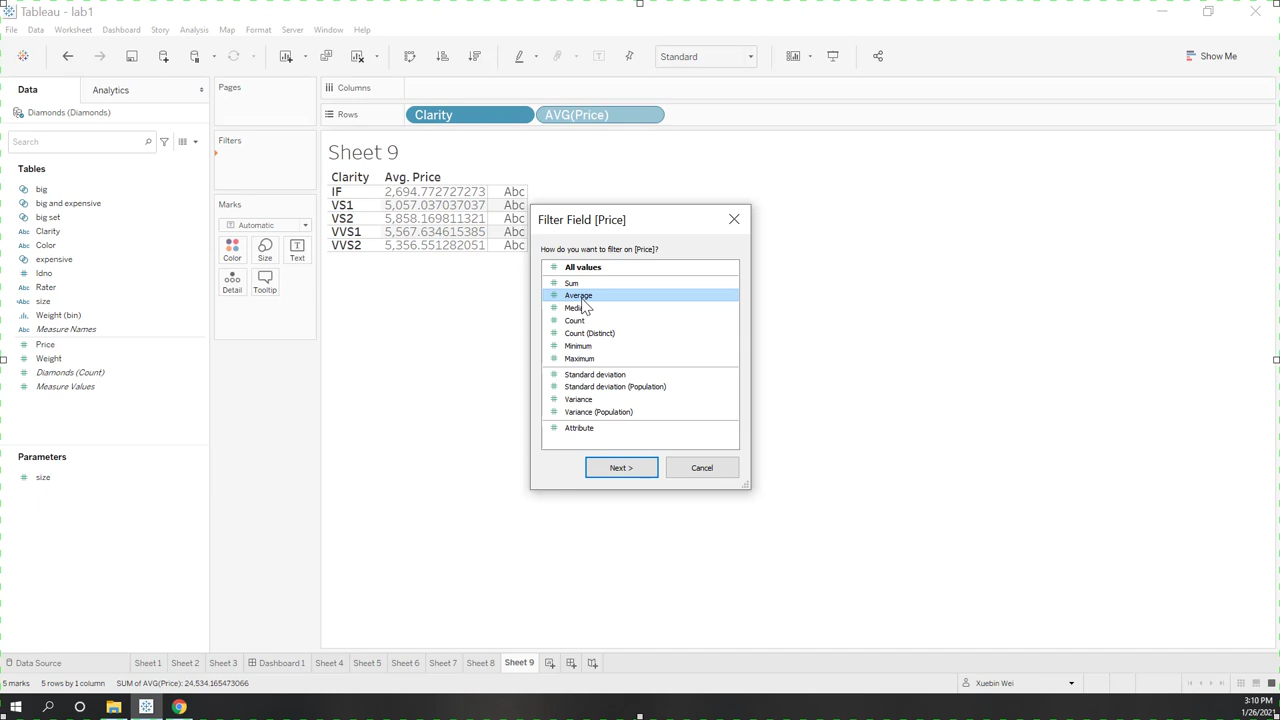 Tableau - lab1
File Data Worksheet Dashboard Story Analysis Map Format Server Window Help
Standard
Show Me
Data Analytics
Pages
Columns
Diamonds (Diamonds)
Rows Clarity AVG(Price)
Search
Filters
Sheet 9
Tables
big
big and expensive
big set
Clarity
Color
expensive
Idno
Rater
size
Weight (bin)
Measure Names
Price
Weight
Diamonds (Count)
Measure Values
Parameters
size
Marks
Automatic
Color Size Text
Detail Tooltip
Clarity Avg. Price
IF 2,694.772727273 Abc
VS1 5,057.037037037 Abc
VS2 5,858.169811321 Abc
VVS1 5,567.634615385 Abc
VVS2 5,356.551282051 Abc
Filter Field [Price]
How do you want to filter on [Price]?
All values
Sum
Average
Count
Count (Distinct)
Minimum
Maximum
Standard deviation
Standard deviation (Population)
Variance
Variance (Population)
Attribute
Next > Cancel
Data Source Sheet 1 Sheet 2 Sheet 3 Dashboard 1 Sheet 4 Sheet 5 Sheet 6 Sheet 7 Sheet 8 Sheet 9
5 marks 5 rows by 1 column SUM of AVG(Price): 24,534.165473066 Xuebin Wei
3:10 PM
1/26/2021